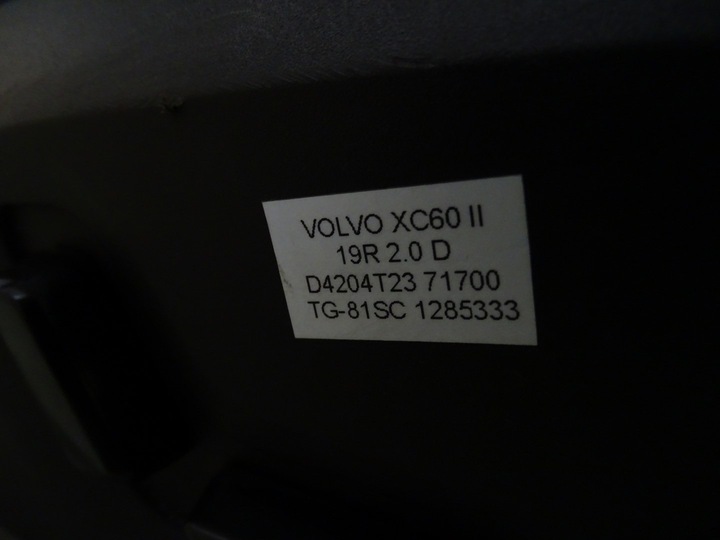 VOLVO XC60 II
19R 2.0 D
D4204T23 71700
TG-81SC 1285333